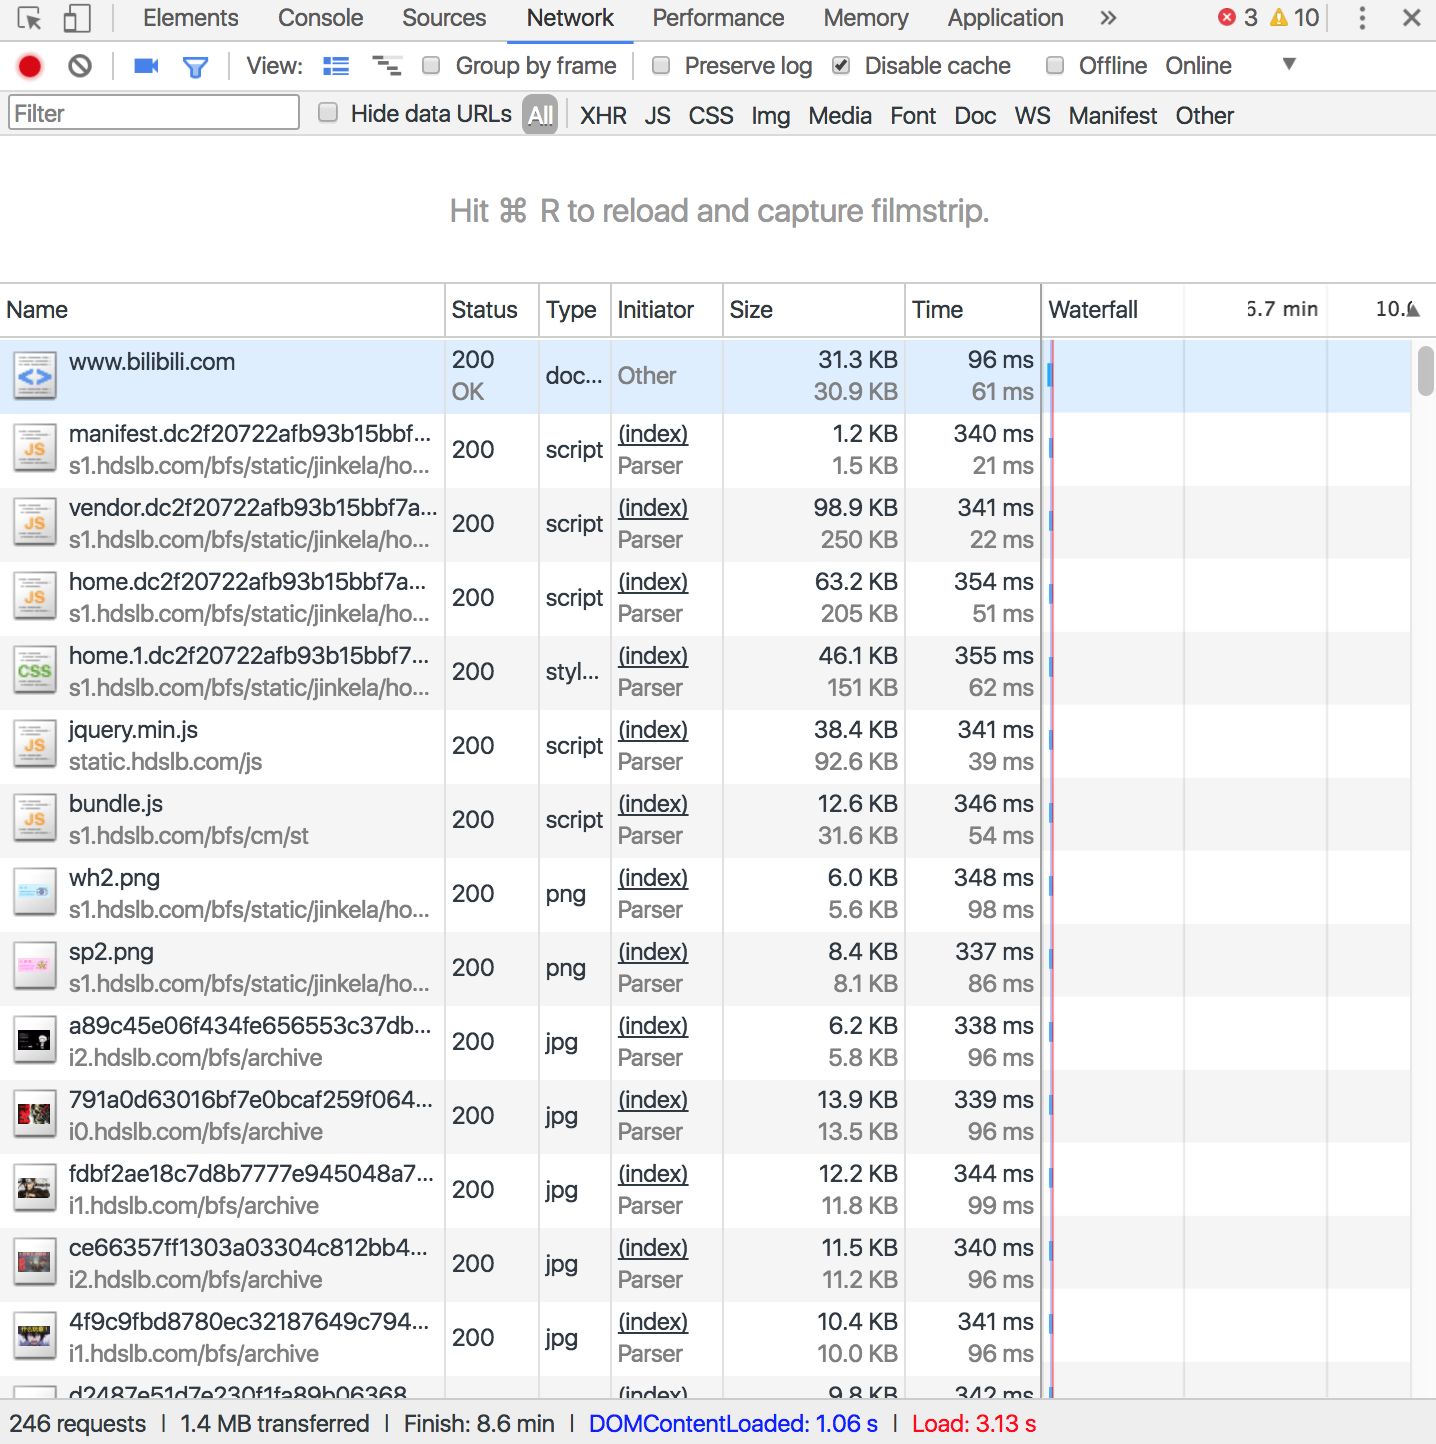 Elements Console Sources Network Performance Memory Application » 3 10
View: Group by frame Preserve log Disable cache Offline Online
Filter Hide data URLs All XHR JS CSS Img Media Font Doc WS Manifest Other
Hit ⌘ R to reload and capture filmstrip.
Name Status Type Initiator Size Time Waterfall 6.7 min
www.bilibili.com 200 doc... Other 31.3 KB 96 ms
OK 30.9 KB 61 ms
manifest.dc2f20722afb93b15bbf... 200 script (index) 1.2 KB 340 ms
s1.hdslb.com/bfs/static/jinkela/ho... Parser 1.5 KB 21 ms
vendor.dc2f20722afb93b15bbf7a... 200 script (index) 98.9 KB 341 ms
s1.hdslb.com/bfs/static/jinkela/ho... Parser 250 KB 22 ms
home.dc2f20722afb93b15bbf7a... 200 script (index) 63.2 KB 354 ms
s1.hdslb.com/bfs/static/jinkela/ho... Parser 205 KB 51 ms
home.1.dc2f20722afb93b15bbf7... 200 styl... (index) 46.1 KB 355 ms
s1.hdslb.com/bfs/static/jinkela/ho... Parser 151 KB 62 ms
jquery.min.js 200 script (index) 38.4 KB 341 ms
static.hdslb.com/js Parser 92.6 KB 39 ms
bundle.js 200 script (index) 12.6 KB 346 ms
s1.hdslb.com/bfs/cm/st Parser 31.6 KB 54 ms
wh2.png 200 png (index) 6.0 KB 348 ms
s1.hdslb.com/bfs/static/jinkela/ho... Parser 5.6 KB 98 ms
sp2.png 200 png (index) 8.4 KB 337 ms
s1.hdslb.com/bfs/static/jinkela/ho... Parser 8.1 KB 86 ms
a89c45e06f434fe656553c37db... 200 jpg (index) 6.2 KB 338 ms
i2.hdslb.com/bfs/archive Parser 5.8 KB 96 ms
791a0d63016bf7e0bcaf259f064... 200 jpg (index) 13.9 KB 339 ms
i0.hdslb.com/bfs/archive Parser 13.5 KB 96 ms
fdbf2ae18c7d8b7777e945048a7... 200 jpg (index) 12.2 KB 344 ms
i1.hdslb.com/bfs/archive Parser 11.8 KB 99 ms
ce66357ff1303a03304c812bb4... 200 jpg (index) 11.5 KB 340 ms
i2.hdslb.com/bfs/archive Parser 11.2 KB 96 ms
4f9c9fbd8780ec32187649c794... 200 jpg (index) 10.4 KB 341 ms
i1.hdslb.com/bfs/archive Parser 10.0 KB 96 ms
d2487e51d7e230f1fa89b06368 (index) 9.8 KB 342 ms
246 requests | 1.4 MB transferred | Finish: 8.6 min | DOMContentLoaded: 1.06 s | Load: 3.13 s